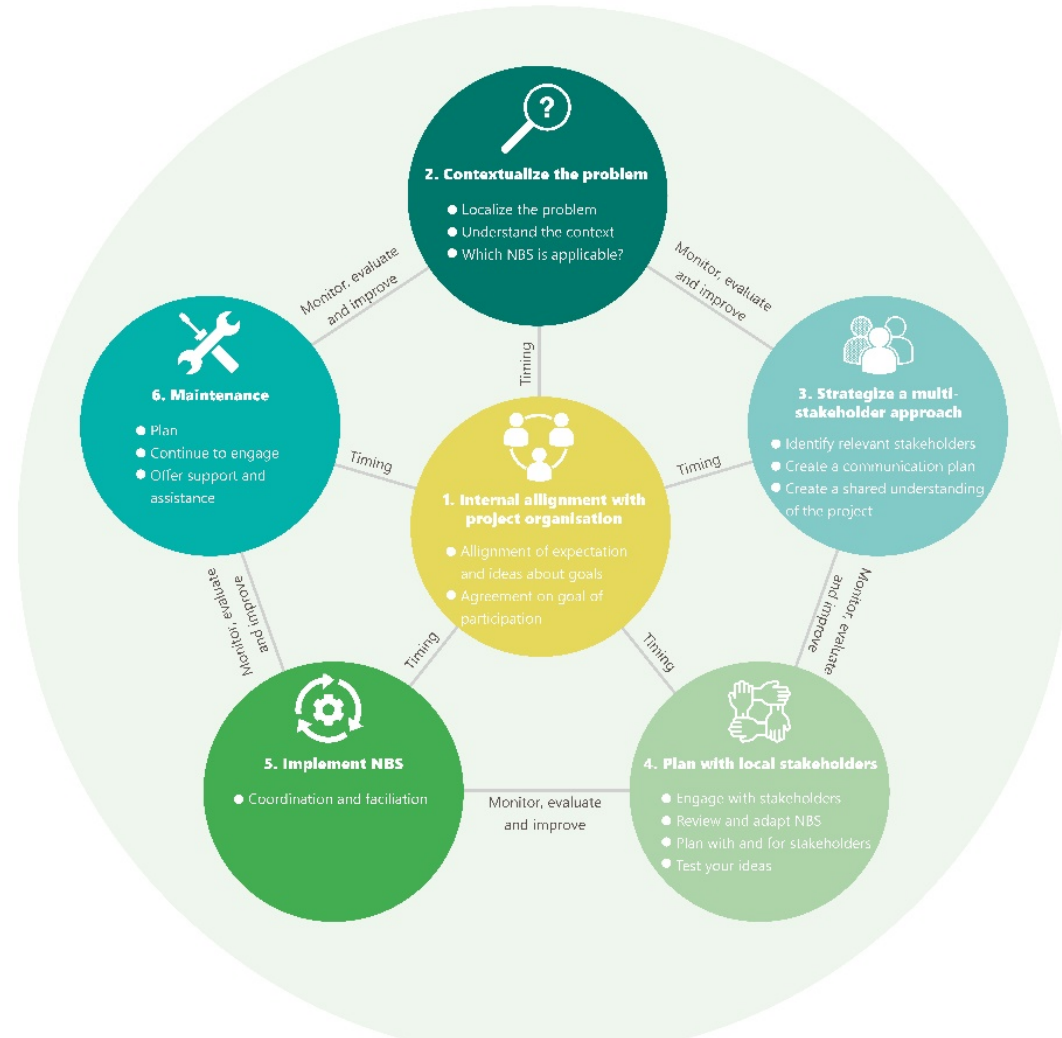 ?
2. Contextualize the problem
● Localize the problem
● Understand the context
● Which NBS is applicable?
Monitor, evaluate
and improve
Monitor, evaluate
and improve
Timing
6. Maintenance
● Plan
● Continue to engage
● Offer support and
assistance
3. Strategize a multi-
stakeholder approach
● Identify relevant stakeholders
● Create a communication plan
● Create a shared understanding
of the project
Timing
Timing
1. Internal allignment with
project organisation
● Allignment of expectation
and ideas about goals
● Agreement on goal of
participation
Monitor, evaluate
and improve
Monitor, evaluate
and improve
Timing
Timing
5. Implement NBS
● Coordination and faciliation
Monitor, evaluate
and improve
4. Plan with local stakeholders
● Engage with stakeholders
● Review and adapt NBS
● Plan with and for stakeholders
● Test your ideas